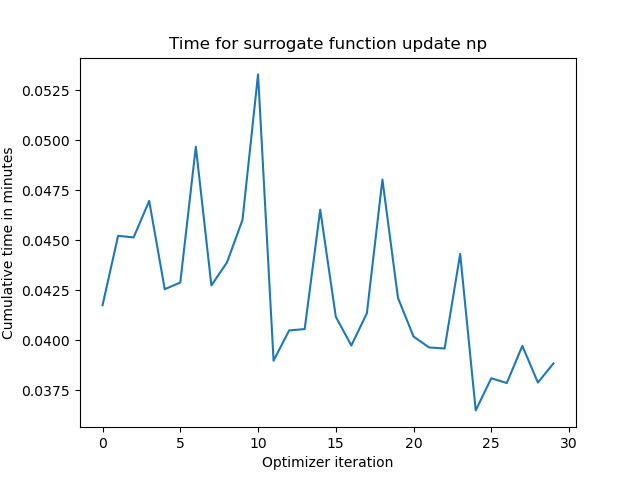 Time for surrogate function update np
Cumulative time in minutes
0.0525
0.0500
0.0475
0.0450
0.0425
0.0400
0.0375
0 5 10 15 20 25 30
Optimizer iteration